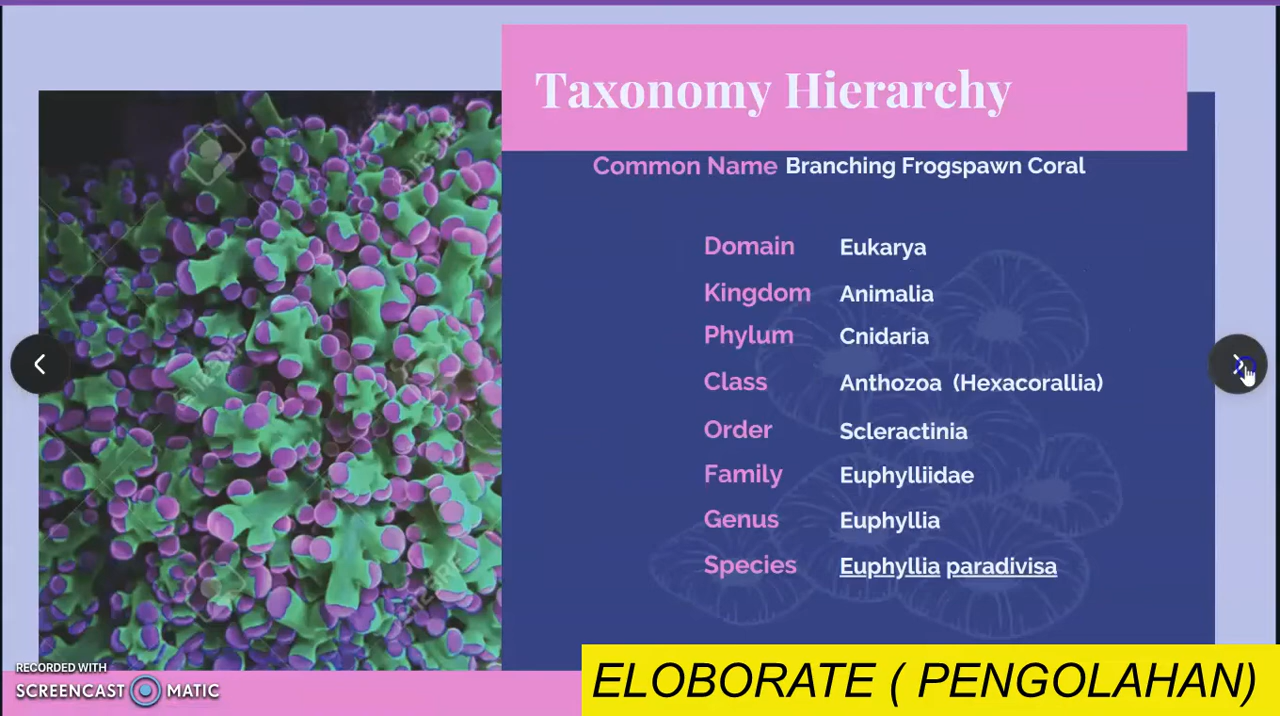 Taxonomy Hierarchy
Common Name Branching Frogspawn Coral
Domain Eukarya
Kingdom Animalia
Phylum Cnidaria
Class Anthozoa (Hexacorallia)
Order Scleractinia
Family Euphylliidae
Genus Euphyllia
Species Euphyllia paradivisa
RECORDED WITH
SCREENCAST MATIC
ELOBORATE ( PENGOLAHAN)